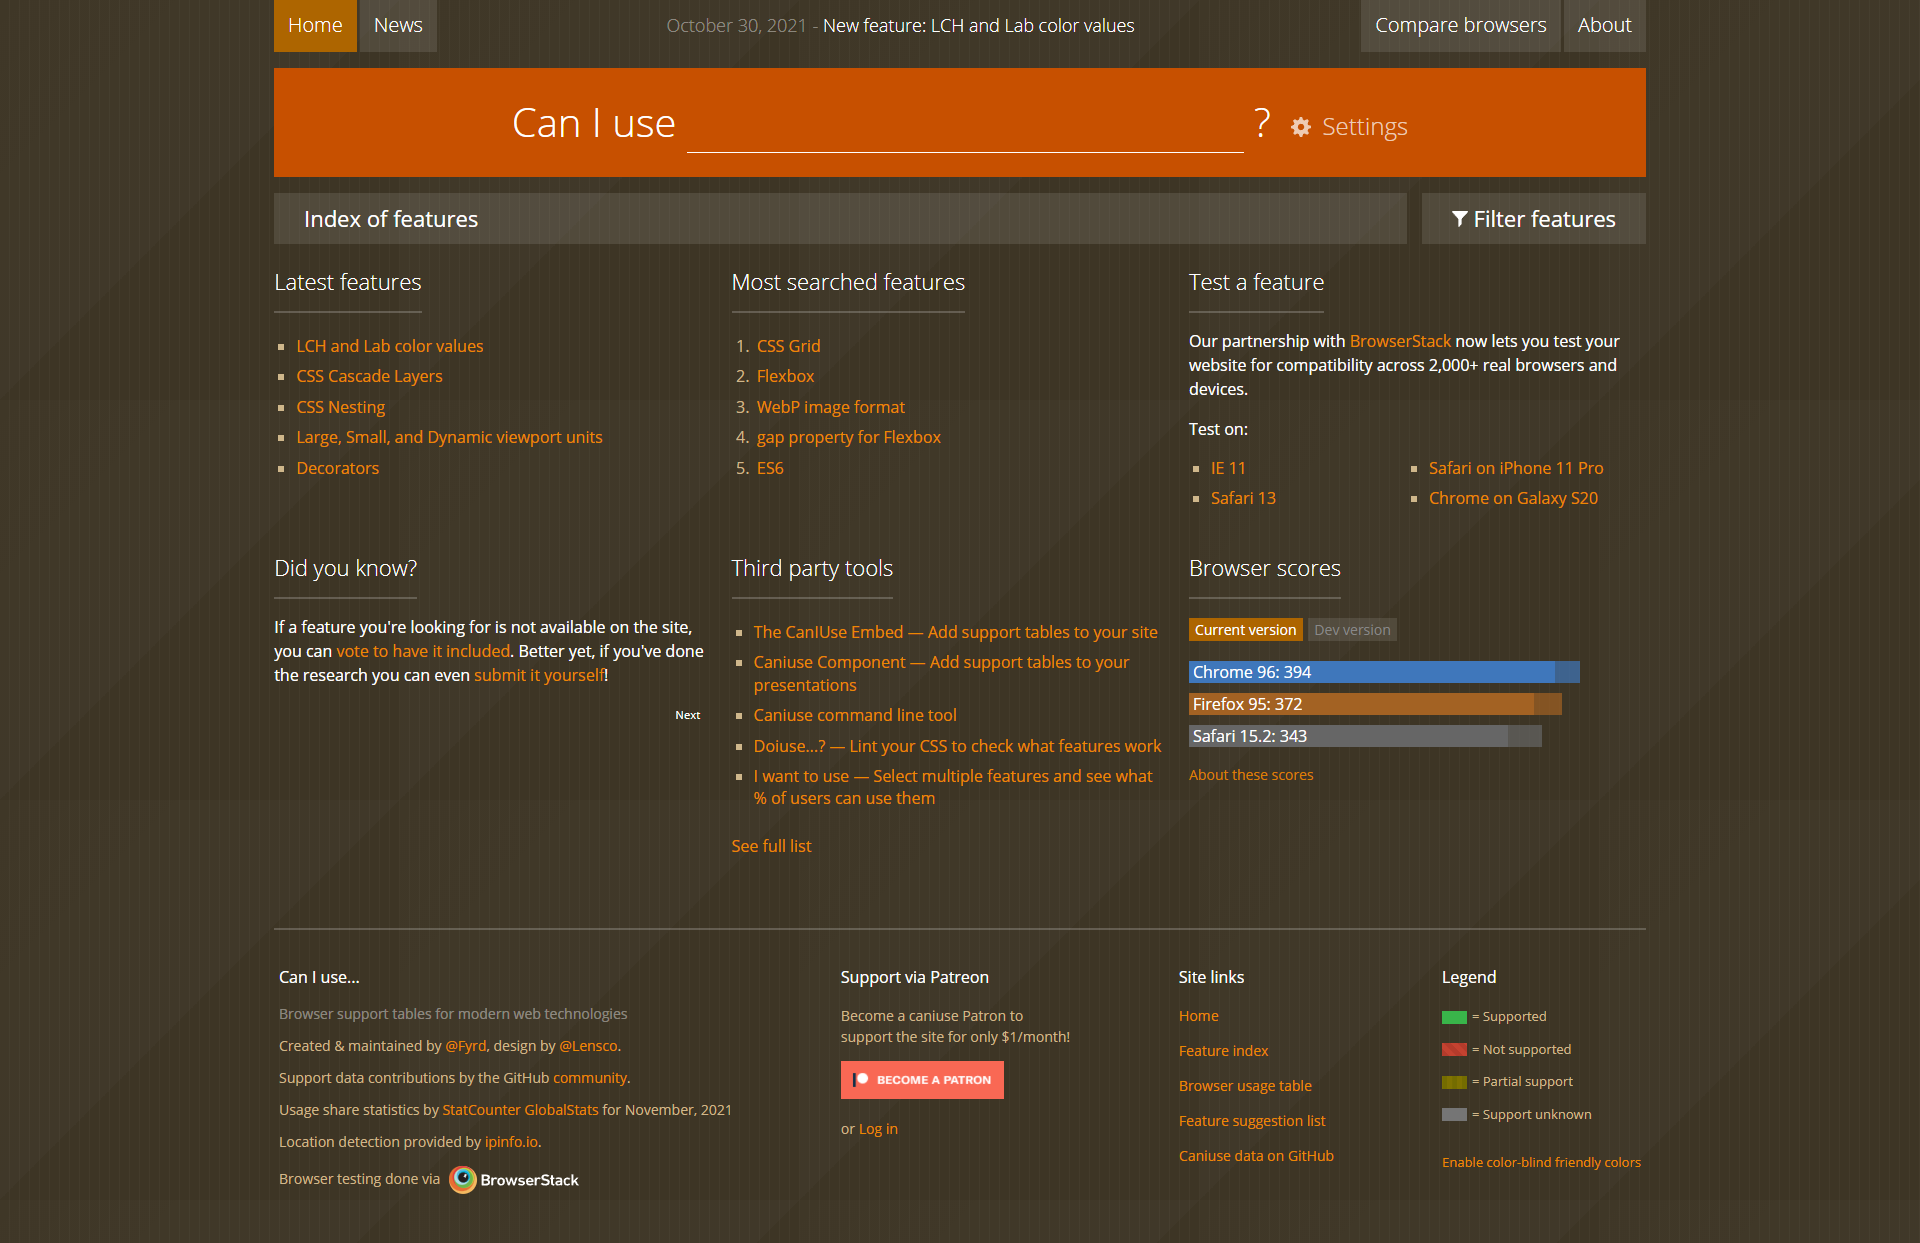 Home
News
October 30, 2021 - New feature: LCH and Lab color values
Compare browsers
About
Can I use
?
Settings
Index of features
Filter features
Latest features
LCH and Lab color values
CSS Cascade Layers
CSS Nesting
Large, Small, and Dynamic viewport units
Decorators
Most searched features
1. CSS Grid
2. Flexbox
3. WebP image format
4. gap property for Flexbox
5. ES6
Test a feature
Our partnership with BrowserStack now lets you test your
website for compatibility across 2,000+ real browsers and
devices.
Test on:
IE 11
Safari 13
Safari on iPhone 11 Pro
Chrome on Galaxy S20
Did you know?
If a feature you're looking for is not available on the site,
you can vote to have it included. Better yet, if you've done
the research you can even submit it yourself!
Next
Third party tools
The CanIUse Embed — Add support tables to your site
Caniuse Component — Add support tables to your
presentations
Caniuse command line tool
Doiuse...? — Lint your CSS to check what features work
I want to use — Select multiple features and see what
% of users can use them
See full list
Browser scores
Current version
Dev version
Chrome 96: 394
Firefox 95: 372
Safari 15.2: 343
About these scores
Can I use...
Browser support tables for modern web technologies
Created & maintained by @Fyrd, design by @Lensco.
Support data contributions by the GitHub community.
Usage share statistics by StatCounter GlobalStats for November, 2021
Location detection provided by ipinfo.io.
Browser testing done via BrowserStack
Support via Patreon
Become a caniuse Patron to
support the site for only $1/month!
BECOME A PATRON
or Log in
Site links
Home
Feature index
Browser usage table
Feature suggestion list
Caniuse data on GitHub
Legend
= Supported
= Not supported
= Partial support
= Support unknown
Enable color-blind friendly colors